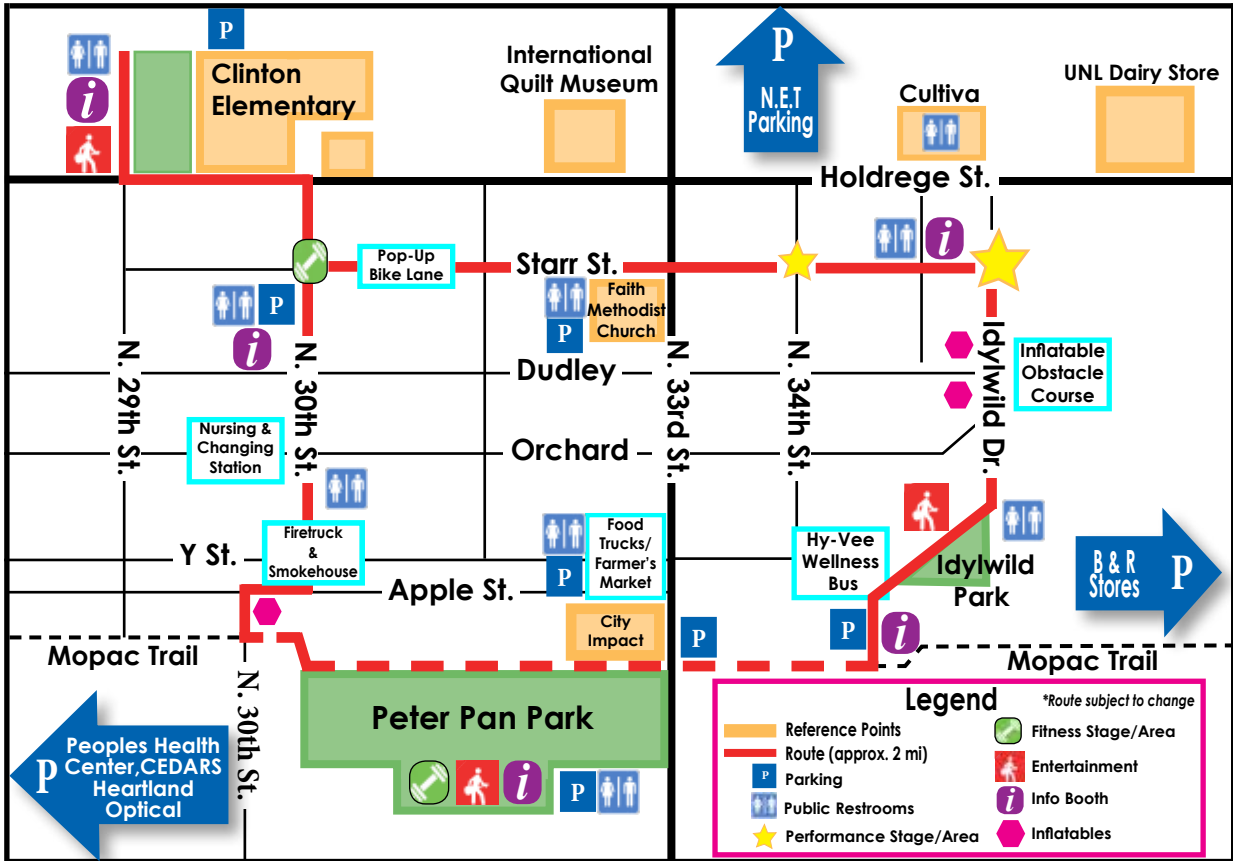 P
Clinton
Elementary
International
Quilt Museum
P
N.E.T
Parking
Cultiva
UNL Dairy Store
i
Holdrege St.
i
Pop-Up
Bike Lane
Starr St.
P
Faith
Methodist
Church
P
i
N. 29th St.
N. 30th St.
Dudley
N. 33rd St.
N. 34th St.
Idylwild Dr.
Inflatable
Obstacle
Course
Nursing &
Changing
Station
Orchard
Y St.
Firetruck
&
Smokehouse
Food
Trucks/
Farmer's
Market
P
Hy-Vee
Wellness
Bus
Idylwild
Park
B & R
Stores
P
Apple St.
City
Impact
P
P
i
Mopac Trail
Mopac Trail
N. 30th St.
Peter Pan Park
i
P
P
Peoples Health
Center,CEDARS
Heartland
Optical
Legend
*Route subject to change
Reference Points
Route (approx. 2 mi)
P
Parking
Public Restrooms
Performance Stage/Area
Fitness Stage/Area
Entertainment
i
Info Booth
Inflatables